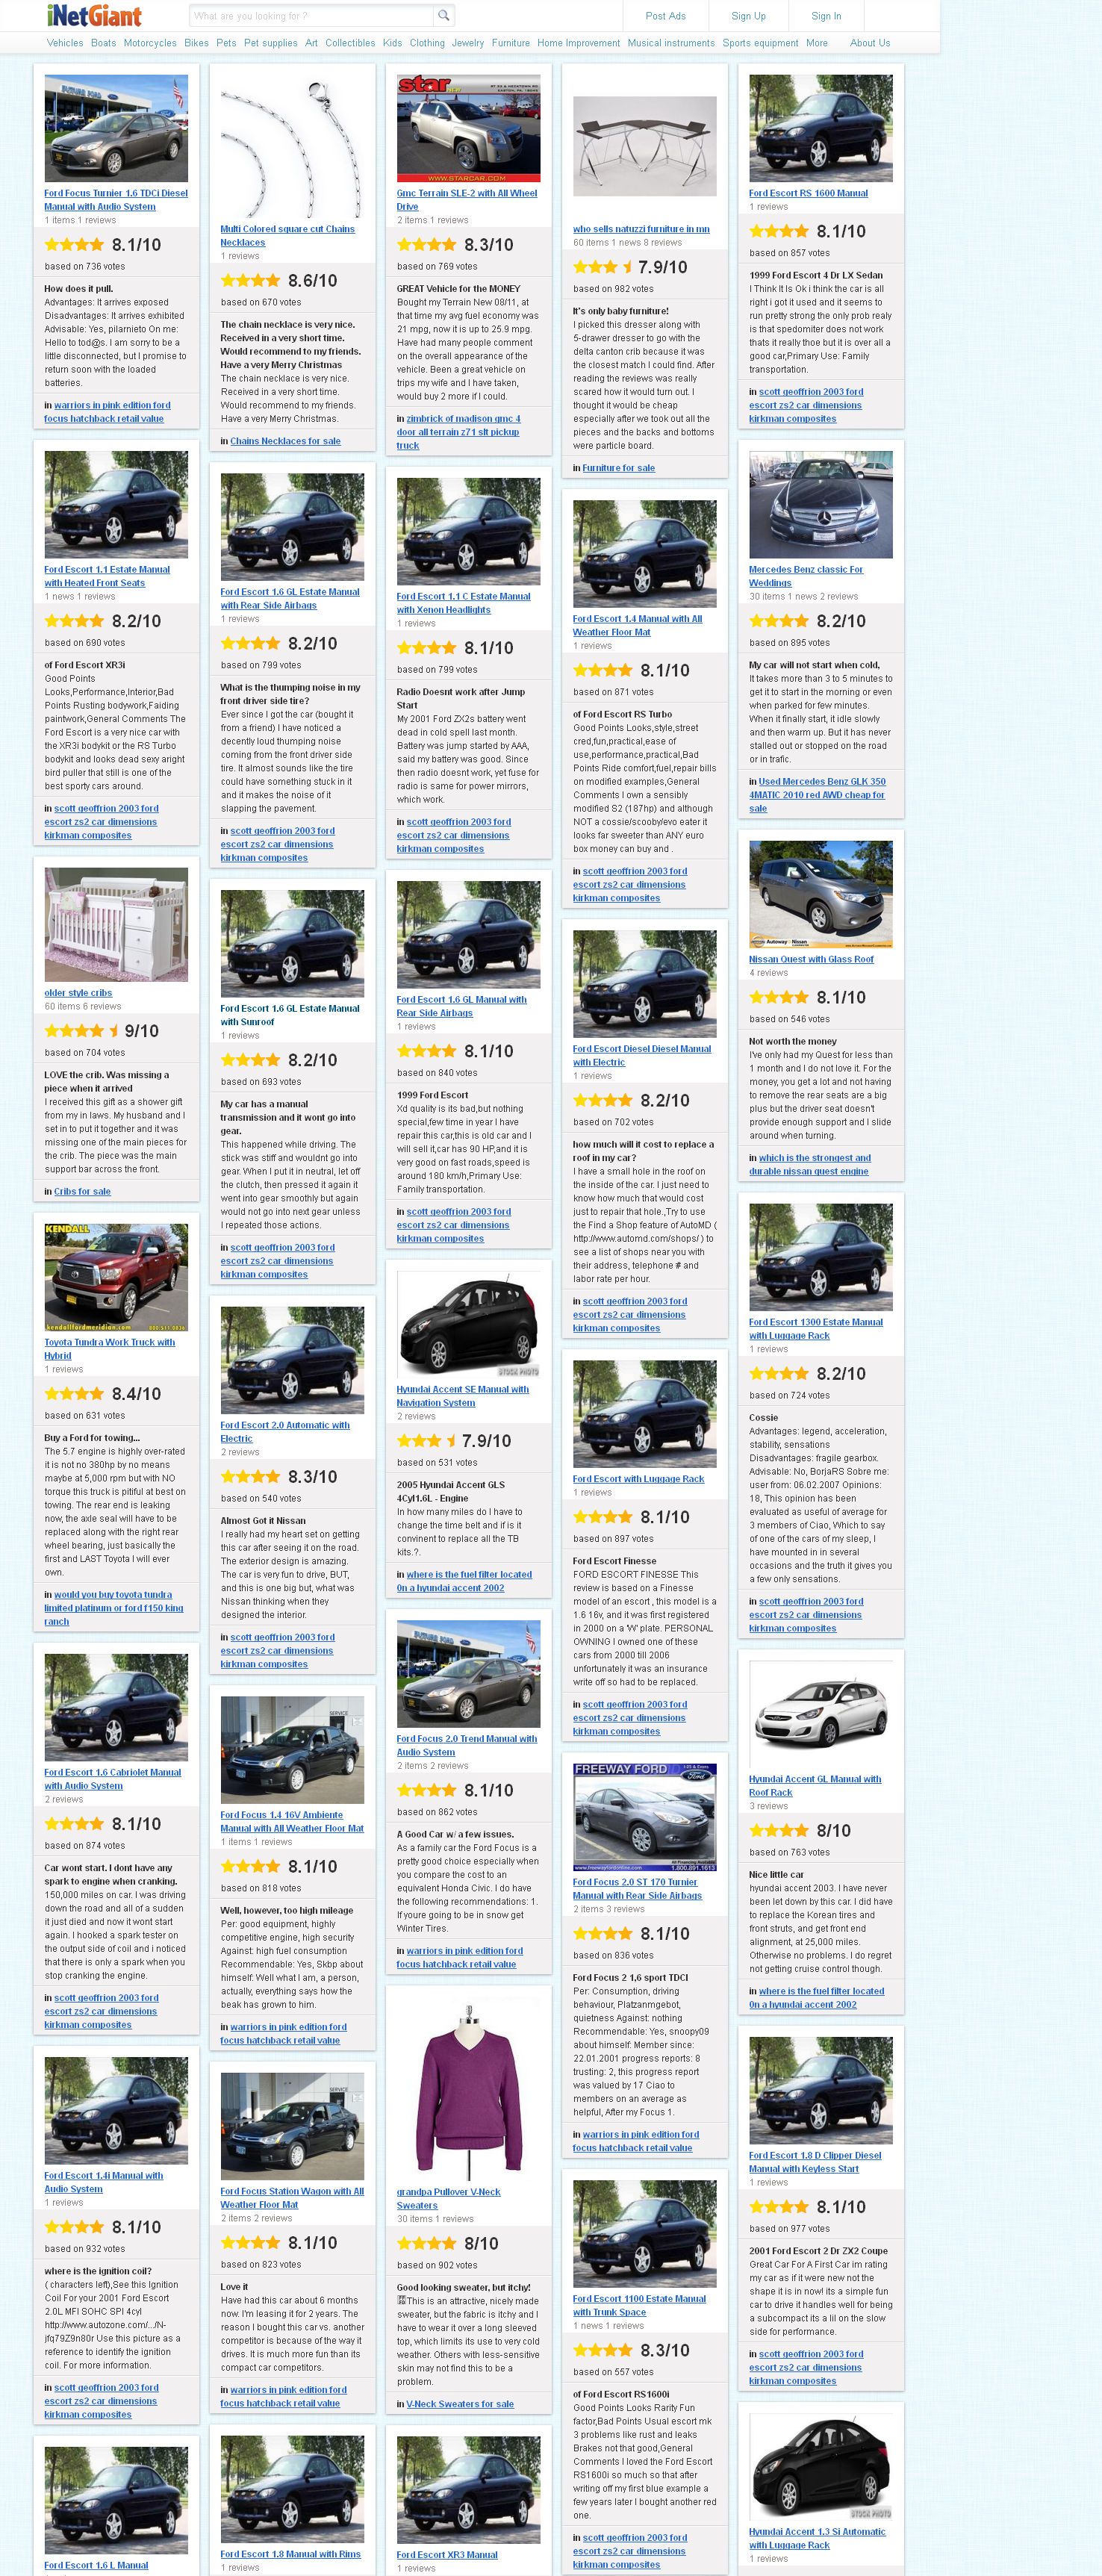 iNetGiant
What are you looking for ?
Post Ads
Sign Up
Sign In
Vehicles Boats Motorcycles Bikes Pets Pet supplies Art Collectibles Kids Clothing Jewelry Furniture Home Improvement Musical instruments Sports equipment More About Us
Ford Focus Turnier 1.6 TDCi Diesel
Manual with Audio System
1 items 1 reviews
8.1/10
based on 736 votes
How does it pull.
Advantages: It arrives exposed
Disadvantages: It arrives exhibited
Advisable: Yes, pilarnieto On me:
Hello to tod@s. I am sorry to be a
little disconnected, but I promise to
return soon with the loaded
batteries.
in warriors in pink edition ford
focus hatchback retail value
Ford Escort 1,1 Estate Manual
with Heated Front Seats
1 news 1 reviews
8.2/10
based on 690 votes
of Ford Escort XR3i
Good Points
Looks,Performance,Interior,Bad
Points Rusting bodywork,Faiding
paintwork,General Comments The
Ford Escort is a very nice car with
the XR3i bodykit or the RS Turbo
bodykit and looks dead sexy aright
bird puller that still is one of the
best sporty cars around.
in scott geoffrion 2003 ford
escort zs2 car dimensions
kirkman composites
older style cribs
60 items 6 reviews
9/10
based on 704 votes
LOVE the crib. Was missing a
piece when it arrived
I received this gift as a shower gift
from my in laws. My husband and I
set in to put it together and it was
missing one of the main pieces for
the crib. The piece was the main
support bar across the front.
in Cribs for sale
KENDALL
kendallfordmeridian.com
Toyota Tundra Work Truck with
Hybrid
1 reviews
8.4/10
based on 631 votes
Buy a Ford for towing...
The 5.7 engine is highly over-rated
it is not no 380hp by no means
maybe at 5,000 rpm but with NO
torque this truck is pitiful at best on
towing. The rear end is leaking
now, the axle seal will have to be
replaced along with the right rear
wheel bearing, just basically the
first and LAST Toyota I will ever
own.
in would you buy toyota tundra
limited platinum or ford f150 king
ranch
Ford Escort 1.6 Cabriolet Manual
with Audio System
2 reviews
8.1/10
based on 874 votes
Car wont start. I dont have any
spark to engine when cranking.
150,000 miles on car. I was driving
down the road and all of a sudden
it just died and now it wont start
again. I hooked a spark tester on
the output side of coil and i noticed
that there is only a spark when you
stop cranking the engine.
in scott geoffrion 2003 ford
escort zs2 car dimensions
kirkman composites
Ford Escort 1.4i Manual with
Audio System
1 reviews
8.1/10
based on 932 votes
where is the ignition coil?
( characters left),See this Ignition
Coil For your 2001 Ford Escort
2.0L MFI SOHC SPI 4cyl
http://www.autozone.com/.../N-
jfq79Z9n80r Use this picture as a
reference to identify the ignition
coil. For more information.
in scott geoffrion 2003 ford
escort zs2 car dimensions
kirkman composites
Ford Escort 1.6 L Manual
Multi Colored square cut Chains
Necklaces
1 reviews
8.6/10
based on 670 votes
The chain necklace is very nice.
Received in a very short time.
Would recommend to my friends.
Have a very Merry Christmas
The chain necklace is very nice.
Received in a very short time.
Would recommend to my friends.
Have a very Merry Christmas.
in Chains Necklaces for sale
Ford Escort 1.6 GL Estate Manual
with Rear Side Airbags
1 reviews
8.2/10
based on 799 votes
What is the thumping noise in my
front driver side tire?
Ever since I got the car (bought it
from a friend) I have noticed a
decently loud thumping noise
coming from the front driver side
tire. It almost sounds like the tire
could have something stuck in it
and it makes the noise of it
slapping the pavement.
in scott geoffrion 2003 ford
escort zs2 car dimensions
kirkman composites
Ford Escort 1.6 GL Estate Manual
with Sunroof
1 reviews
8.2/10
based on 693 votes
My car has a manual
transmission and it wont go into
gear.
This happened while driving. The
stick was stiff and wouldnt go into
gear. When I put it in neutral, let off
the clutch, then pressed it again it
went into gear smoothly but again
would not go into next gear unless
I repeated those actions.
in scott geoffrion 2003 ford
escort zs2 car dimensions
kirkman composites
Ford Escort 2.0 Automatic with
Electric
2 reviews
8.3/10
based on 540 votes
Almost Got it Nissan
I really had my heart set on getting
this car after seeing it on the road.
The exterior design is amazing.
The car is very fun to drive, BUT,
and this is one big but, what was
Nissan thinking when they
designed the interior.
in scott geoffrion 2003 ford
escort zs2 car dimensions
kirkman composites
SERVICE
Ford Focus 1.4 16V Ambiente
Manual with All Weather Floor Mat
1 items 1 reviews
8.1/10
based on 818 votes
Well, however, too high mileage
Per: good equipment, highly
competitive engine, high security
Against: high fuel consumption
Recommendable: Yes, Skbp about
himself: Well what I am, a person,
actually, everything says how the
beak has grown to him.
in warriors in pink edition ford
focus hatchback retail value
SERVICE
Ford Focus Station Wagon with All
Weather Floor Mat
2 items 2 reviews
8.1/10
based on 823 votes
Love it
Have had this car about 6 months
now. I'm leasing it for 2 years. The
reason I bought this car vs. another
competitor is because of the way it
drives. It is much more fun than its
compact car competitors.
in warriors in pink edition ford
focus hatchback retail value
Ford Escort 1.8 Manual with Rims
1 reviews
star
WWW.STARCAR.COM
Gmc Terrain SLE-2 with All Wheel
Drive
2 items 1 reviews
8.3/10
based on 769 votes
GREAT Vehicle for the MONEY
Bought my Terrain New 08/11, at
that time my avg fuel economy was
21 mpg, now it is up to 25.9 mpg.
Have had many people comment
on the overall appearance of the
vehicle. Been a great vehicle on
trips my wife and I have taken,
would buy 2 more if I could.
in zimbrick of madison gmc 4
door all terrain z71 slt pickup
truck
Ford Escort 1.1 C Estate Manual
with Xenon Headlights
1 reviews
8.1/10
based on 799 votes
Radio Doesnt work after Jump
Start
My 2001 Ford ZX2s battery went
dead in cold spell last month.
Battery was jump started by AAA,
said my battery was good. Since
then radio doesnt work, yet fuse for
radio is same for power mirrors,
which work.
in scott geoffrion 2003 ford
escort zs2 car dimensions
kirkman composites
Ford Escort 1.6 GL Manual with
Rear Side Airbags
1 reviews
8.1/10
based on 840 votes
1999 Ford Escort
Xd quality is its bad,but nothing
special,few time in year I have
repair this car,this is old car and I
will sell it,car has 90 HP,and it is
very good on fast roads,speed is
around 180 km/h,Primary Use:
Family transportation.
in scott geoffrion 2003 ford
escort zs2 car dimensions
kirkman composites
STOCK PHOTO
Hyundai Accent SE Manual with
Navigation System
2 reviews
7.9/10
based on 531 votes
2005 Hyundai Accent GLS
4Cyl1.6L - Engine
In how many miles do I have to
change the time belt and if is it
convinent to replace all the TB
kits.?.
in where is the fuel filter located
0n a hyundai accent 2002
Ford Focus 2.0 Trend Manual with
Audio System
2 items 2 reviews
8.1/10
based on 862 votes
A Good Car w/ a few issues.
As a family car the Ford Focus is a
pretty good choice especially when
you compare the cost to an
equivalent Honda Civic. I do have
the following recommendations: 1.
If youre going to be in snow get
Winter Tires.
in warriors in pink edition ford
focus hatchback retail value
grandpa Pullover V-Neck
Sweaters
30 items 1 reviews
8/10
based on 902 votes
Good looking sweater, but itchy!
This is an attractive, nicely made
sweater, but the fabric is itchy and I
have to wear it over a long sleeved
top, which limits its use to very cold
weather. Others with less-sensitive
skin may not find this to be a
problem.
in V-Neck Sweaters for sale
Ford Escort XR3 Manual
1 reviews
who sells natuzzi furniture in mn
60 items 1 news 8 reviews
7.9/10
based on 982 votes
It's only baby furniture!
I picked this dresser along with
5-drawer dresser to go with the
delta canton crib because it was
the closest match I could find. After
reading the reviews was really
scared how it would turn out. I
thought it would be cheap
especially after we took out all the
pieces and the backs and bottoms
were particle board.
in Furniture for sale
Ford Escort 1.4 Manual with All
Weather Floor Mat
1 reviews
8.1/10
based on 871 votes
of Ford Escort RS Turbo
Good Points Looks,style,street
cred,fun,practical,ease of
use,performance,practical,Bad
Points Ride comfort,fuel,repair bills
on modified examples,General
Comments I own a sensibly
modified S2 (187hp) and although
NOT a cossie/scooby/evo eater it
looks far sweeter than ANY euro
box money can buy and .
in scott geoffrion 2003 ford
escort zs2 car dimensions
kirkman composites
Ford Escort Diesel Diesel Manual
with Electric
1 reviews
8.2/10
based on 702 votes
how much will it cost to replace a
roof in my car?
I have a small hole in the roof on
the inside of the car. I just need to
know how much that would cost
just to repair that hole.,Try to use
the Find a Shop feature of AutoMD (
http://www.automd.com/shops/ ) to
see a list of shops near you with
their address, telephone # and
labor rate per hour.
in scott geoffrion 2003 ford
escort zs2 car dimensions
kirkman composites
Ford Escort with Luggage Rack
1 reviews
8.1/10
based on 897 votes
Ford Escort Finesse
FORD ESCORT FINESSE This
review is based on a Finesse
model of an escort , this model is a
1.6 16v, and it was first registered
in 2000 on a 'W' plate. PERSONAL
OWNING I owned one of these
cars from 2000 till 2006
unfortunately it was an insurance
write off so had to be replaced.
in scott geoffrion 2003 ford
escort zs2 car dimensions
kirkman composites
FREEWAY FORD
Ford
www.freewayfordonline.com
1.800.891.1613
Ford Focus 2.0 ST 170 Turnier
Manual with Rear Side Airbags
2 items 3 reviews
8.1/10
based on 836 votes
Ford Focus 2 1,6 sport TDCI
Per: Consumption, driving
behaviour, Platzanmgebot,
quietness Against: nothing
Recommendable: Yes, snoopy09
about himself: Member since:
22.01.2001 progress reports: 8
trusting: 2, this progress report
was valued by 17 Ciao to
members on an average as
helpful, After my Focus 1.
in warriors in pink edition ford
focus hatchback retail value
Ford Escort 1100 Estate Manual
with Trunk Space
1 news 1 reviews
8.3/10
based on 557 votes
of Ford Escort RS1600i
Good Points Looks Rarity Fun
factor,Bad Points Usual escort mk
3 problems like rust and leaks
Brakes not that good,General
Comments I loved the Ford Escort
RS1600i so much so that after
writing off my first blue example a
few years later I bought another red
one.
in scott geoffrion 2003 ford
escort zs2 car dimensions
kirkman composites
Ford Escort RS 1600 Manual
1 reviews
8.1/10
based on 857 votes
1999 Ford Escort 4 Dr LX Sedan
I Think It Is Ok i think the car is all
right i got it used and it seems to
run pretty strong the only prob realy
is that spedomiter does not work
thats it really thoe but it is over all a
good car,Primary Use: Family
transportation.
in scott geoffrion 2003 ford
escort zs2 car dimensions
kirkman composites
Mercedes Benz classic For
Weddings
30 items 1 news 2 reviews
8.2/10
based on 895 votes
My car will not start when cold,
It takes more than 3 to 5 minutes to
get it to start in the morning or even
when parked for few minutes.
When it finally start, it idle slowly
and then warm up. But it has never
stalled out or stopped on the road
or in trafic.
in Used Mercedes Benz GLK 350
4MATIC 2010 red AWD cheap for
sale
Autoway Nissan
Nissan Quest with Glass Roof
4 reviews
8.1/10
based on 546 votes
Not worth the money
I've only had my Quest for less than
1 month and I do not love it. For the
money, you get a lot and not having
to remove the rear seats are a big
plus but the driver seat doesn't
provide enough support and I slide
around when turning.
in which is the strongest and
durable nissan quest engine
Ford Escort 1300 Estate Manual
with Luggage Rack
1 reviews
8.2/10
based on 724 votes
Cossie
Advantages: legend, acceleration,
stability, sensations
Disadvantages: fragile gearbox.
Advisable: No, BorjaRS Sobre me:
user from: 06.02.2007 Opinions:
18, This opinion has been
evaluated as useful of average for
3 members of Ciao, Which to say
of one of the cars of my sleep, I
have mounted in in several
occasions and the truth it gives you
a few only sensations.
in scott geoffrion 2003 ford
escort zs2 car dimensions
kirkman composites
Hyundai Accent GL Manual with
Roof Rack
3 reviews
8/10
based on 763 votes
Nice little car
hyundai accent 2003. I have never
been let down by this car. I did have
to replace the Korean tires and
front struts, and get front end
alignment, at 25,000 miles.
Otherwise no problems. I do regret
not getting cruise control though.
in where is the fuel filter located
0n a hyundai accent 2002
Ford Escort 1.8 D Clipper Diesel
Manual with Keyless Start
1 reviews
8.1/10
based on 977 votes
2001 Ford Escort 2 Dr ZX2 Coupe
Great Car For A First Car im rating
my car as if it were new not the
shape it is in now! its a simple fun
car to drive it handles well for being
a subcompact its a lil on the slow
side for performance.
in scott geoffrion 2003 ford
escort zs2 car dimensions
kirkman composites
STOCK PHOTO
Hyundai Accent 1.3 Si Automatic
with Luggage Rack
1 reviews